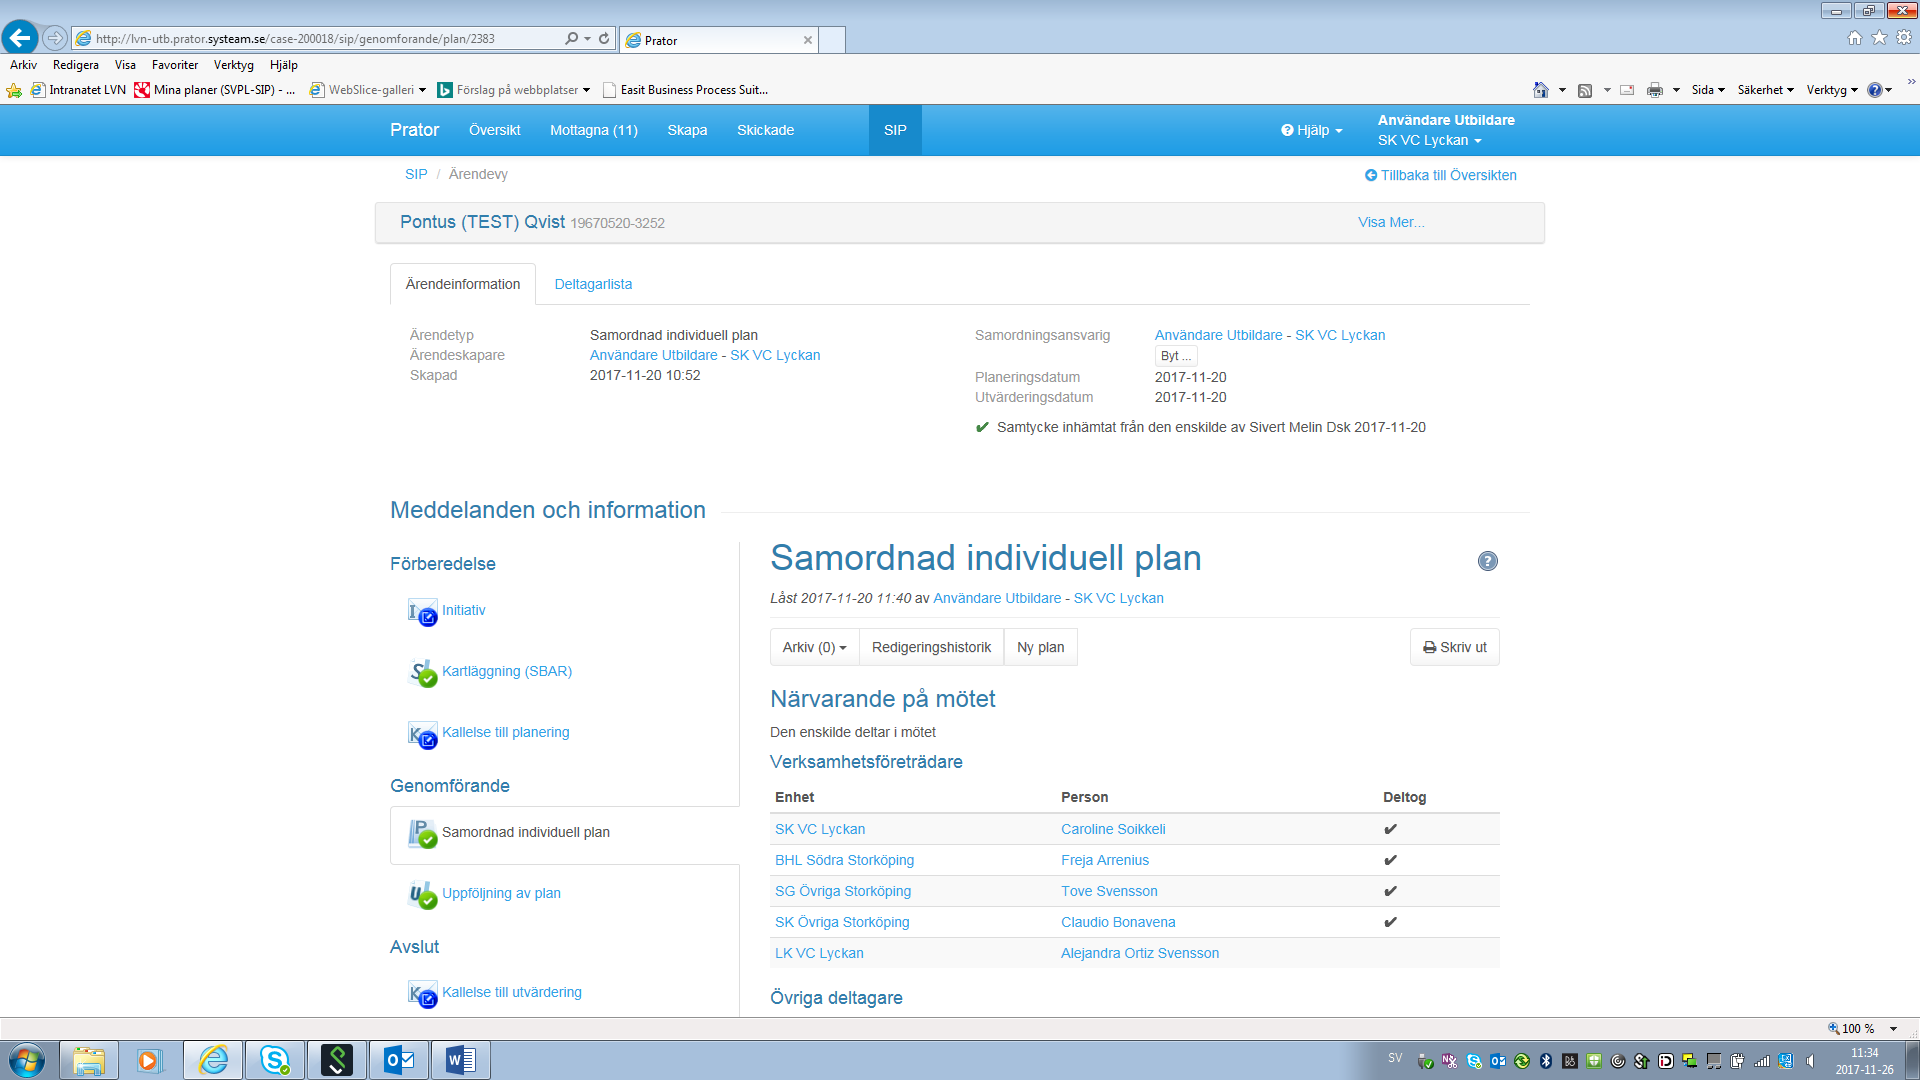 http://lvn-utb.prator.systeam.se/case-200018/sip/genomforande/plan/2383
Prator
Arkiv Redigera Visa Favoriter Verktyg Hjälp
Intranatet LVN Mina planer (SVPL-SIP) - ... WebSlice-galleri Förslag på webbplatser Easit Business Process Suit... Sida Säkerhet Verktyg
Prator Översikt Mottagna (11) Skapa Skickade SIP Hjälp Användare Utbildare
SK VC Lyckan
SIP / Ärendevy Tillbaka till Översikten
Pontus (TEST) Qvist 19670520-3252 Visa Mer...
Ärendeinformation Deltagarlista
Ärendetyp Samordnad individuell plan Samordningsansvarig Användare Utbildare - SK VC Lyckan
Ärendeskapare Användare Utbildare - SK VC Lyckan Byt ...
Skapad 2017-11-20 10:52 Planeringsdatum 2017-11-20
Utvärderingsdatum 2017-11-20
✔ Samtycke inhämtat från den enskilde av Sivert Melin Dsk 2017-11-20
Meddelanden och information
Förberedelse
Initiativ
Kartläggning (SBAR)
Kallelse till planering
Genomförande
Samordnad individuell plan
Uppföljning av plan
Avslut
Kallelse till utvärdering
Samordnad individuell plan
Låst 2017-11-20 11:40 av Användare Utbildare - SK VC Lyckan
Arkiv (0) Redigeringshistorik Ny plan Skriv ut
Närvarande på mötet
Den enskilde deltar i mötet
Verksamhetsföreträdare
Enhet Person Deltog
SK VC Lyckan Caroline Soikkeli ✔
BHL Södra Storköping Freja Arrenius ✔
SG Övriga Storköping Tove Svensson ✔
SK Övriga Storköping Claudio Bonavena ✔
LK VC Lyckan Alejandra Ortiz Svensson
Övriga deltagare
100 %
SV 11:34
2017-11-26